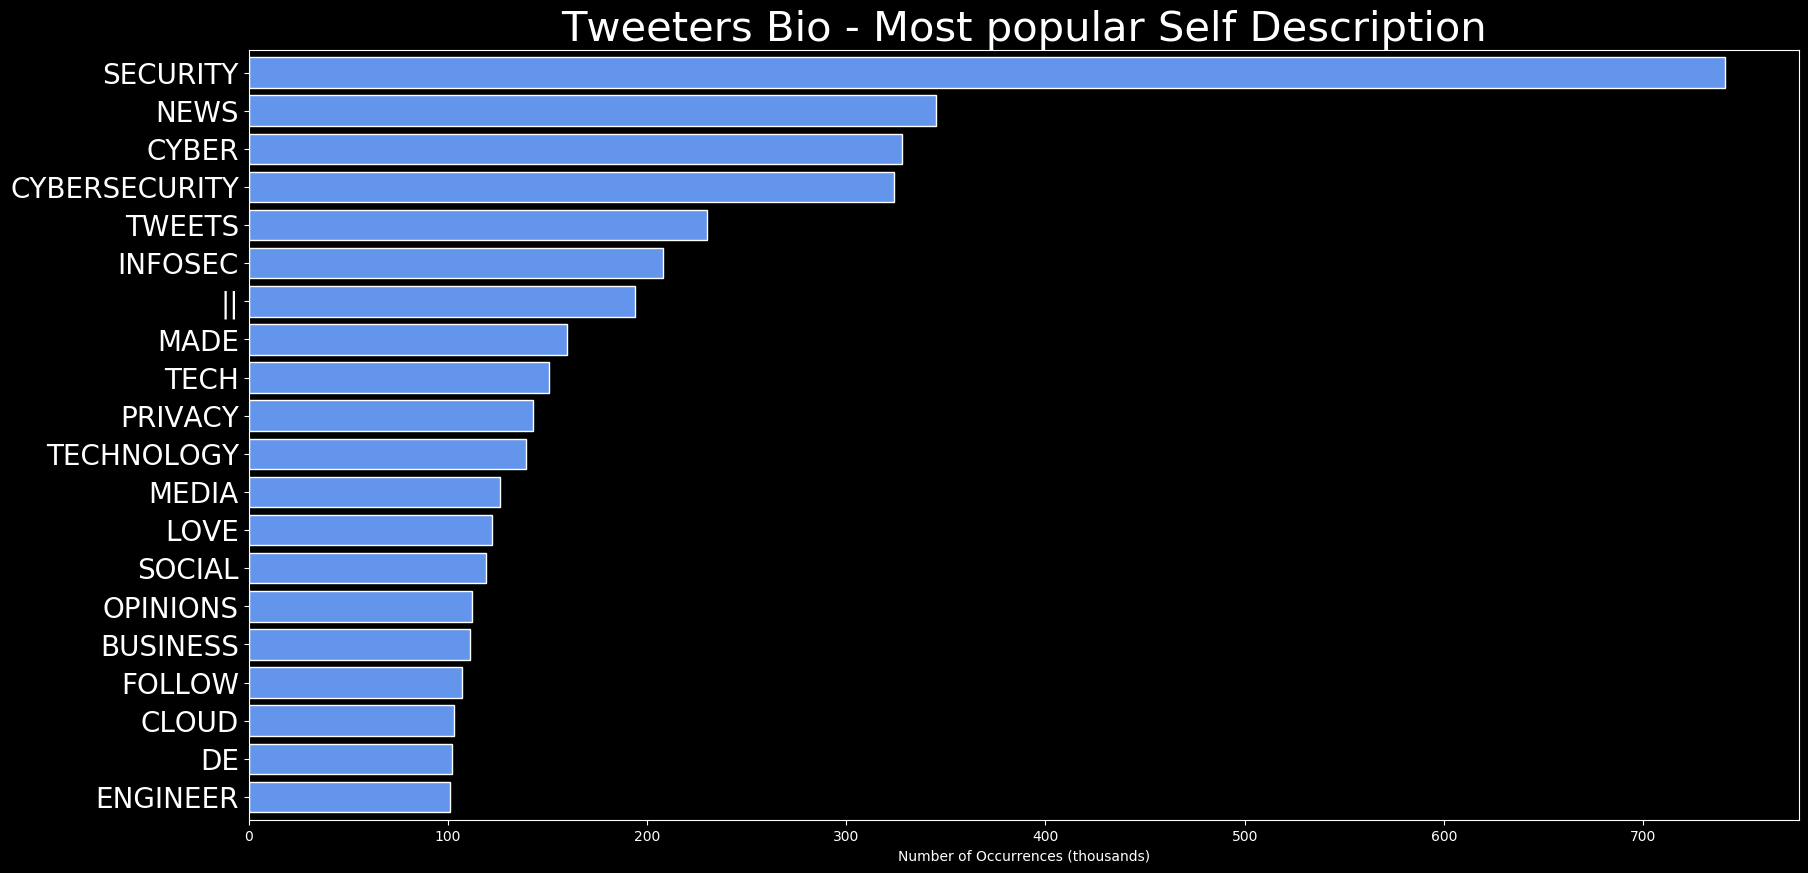 Tweeters Bio - Most popular Self Description
SECURITY
NEWS
CYBER
CYBERSECURITY
TWEETS
INFOSEC
||
MADE
TECH
PRIVACY
TECHNOLOGY
MEDIA
LOVE
SOCIAL
OPINIONS
BUSINESS
FOLLOW
CLOUD
DE
ENGINEER
0 100 200 300 400 500 600 700
Number of Occurrences (thousands)